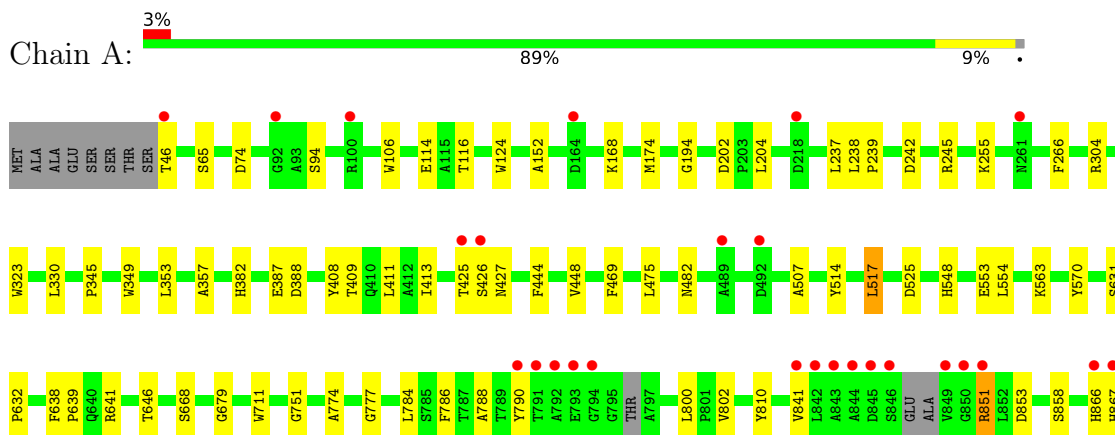 3%
Chain A:
89% 9% •
MET ALA ALA GLU SER SER THR SER T46 S65 D74 G92 A93 S94 R100 W106 E114 A115 T116 W124 A152 D164 K168 M174 G194 D202 P203 L204 D218 L237 L238 P239 D242 R245 K255 N261 F266 R304
W323 L330 P345 W349 L353 A357 H382 E387 D388 Y408 T409 Q410 L411 A412 I413 T425 S426 N427 F444 V448 F469 L475 N482 A489 D492 A507 Y514 L517 D525 H548 E553 L554 K563 Y570 S631
P632 F638 P639 Q640 R641 T646 S668 G679 W711 G751 A774 G777 L784 S785 F786 T787 A788 T789 Y790 T791 A792 E793 G794 G795 THR A797 L800 P801 V802 Y810 V841 L842 A843 A844 D845 S846 GLU ALA V849 G850 R851 L852 D853 S858 H866 H867